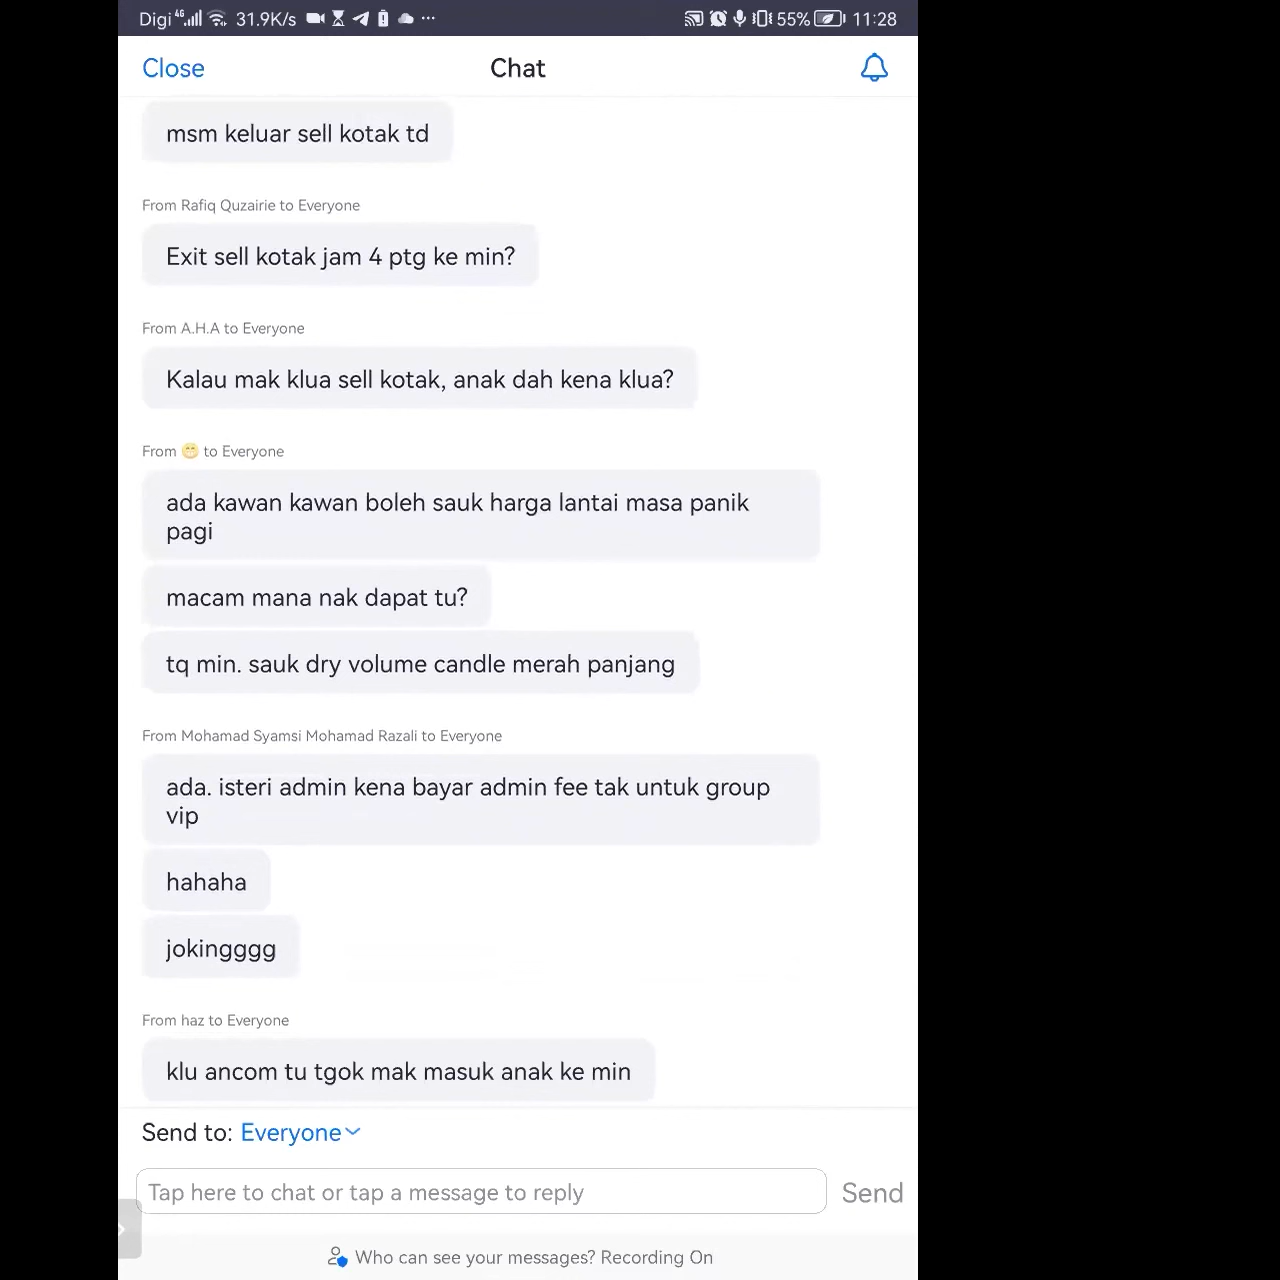 Digi 4G 31.9K/s ... 55% 11:28
Close Chat
msm keluar sell kotak td
From Rafiq Quzairie to Everyone
Exit sell kotak jam 4 ptg ke min?
From A.H.A to Everyone
Kalau mak klua sell kotak, anak dah kena klua?
From 😁 to Everyone
ada kawan kawan boleh sauk harga lantai masa panik
pagi
macam mana nak dapat tu?
tq min. sauk dry volume candle merah panjang
From Mohamad Syamsi Mohamad Razali to Everyone
ada. isteri admin kena bayar admin fee tak untuk group
vip
hahaha
jokingggg
From haz to Everyone
klu ancom tu tgok mak masuk anak ke min
Send to: Everyone
Tap here to chat or tap a message to reply Send
Who can see your messages? Recording On